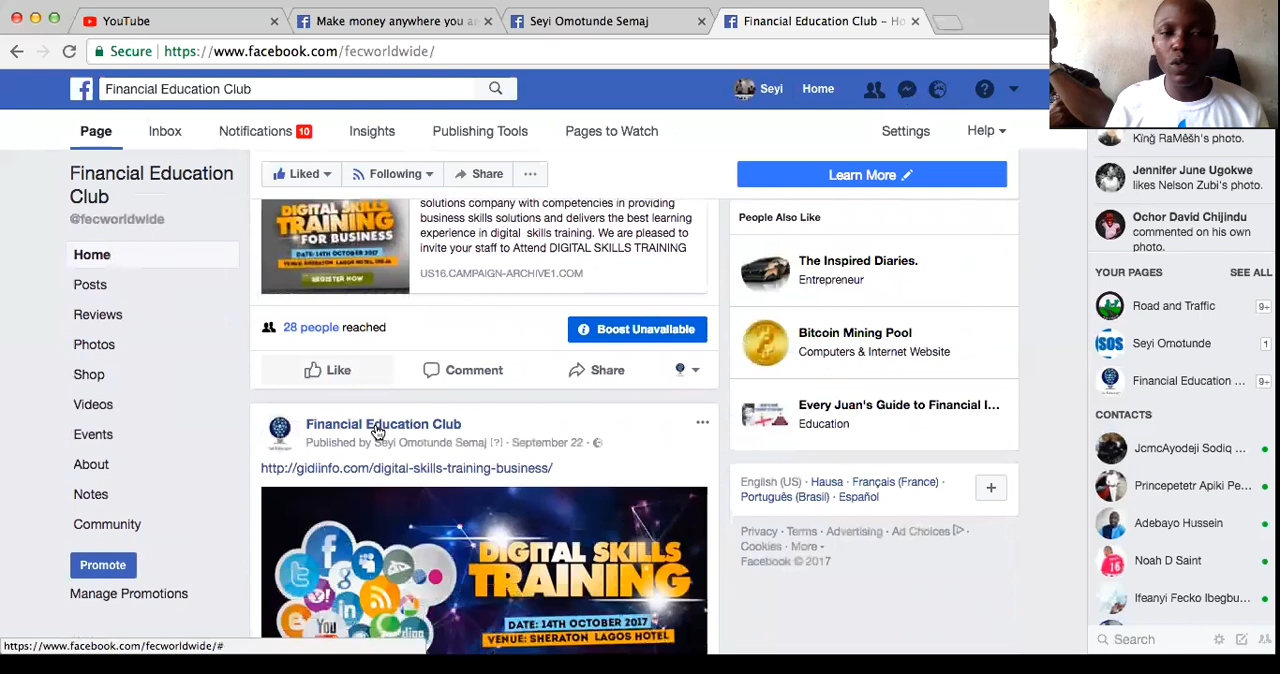 YouTube
Make money anywhere you a
Seyi Omotunde Semaj
Financial Education Club – Ho
Secure
https://www.facebook.com/fecworldwide/
Financial Education Club
Seyi
Home
Page
Inbox
Notifications 10
Insights
Publishing Tools
Pages to Watch
Settings
Help
Financial Education
Club
@fecworldwide
Home
Posts
Reviews
Photos
Shop
Videos
Events
About
Notes
Community
Promote
Manage Promotions
Liked
Following
Share
DIGITAL SKILLS
TRAINING
FOR BUSINESS
DATE: 14TH OCTOBER 2017
REGISTER NOW
solutions company with competencies in providing
business skills solutions and delivers the best learning
experience in digital skills training. We are pleased to
invite your staff to Attend DIGITAL SKILLS TRAINING
US16.CAMPAIGN-ARCHIVE1.COM
28 people reached
Boost Unavailable
Like
Comment
Share
Financial Education Club
Published by Seyi Omotunde Semaj [?] · September 22 ·
http://gidiinfo.com/digital-skills-training-business/
DIGITAL SKILLS
TRAINING
DATE: 14TH OCTOBER 2017
VENUE: SHERATON LAGOS HOTEL
You
Learn More
People Also Like
The Inspired Diaries.
Entrepreneur
Bitcoin Mining Pool
Computers & Internet Website
Every Juan's Guide to Financial I...
Education
English (US) · Hausa · Français (France) ·
Português (Brasil) · Español
Privacy · Terms · Advertising · Ad Choices
Cookies · More
Facebook © 2017
King RaMësh's photo.
Jennifer June Ugokwe
likes Nelson Zubi's photo.
Ochor David Chijindu
commented on his own
photo.
YOUR PAGES
SEE ALL
Road and Traffic
9+
SOS
Seyi Omotunde
1
Financial Education ...
9+
CONTACTS
JcmcAyodeji Sodiq ...
Princepetetr Apiki Pe...
Adebayo Hussein
Noah D Saint
Ifeanyi Fecko Ibegbu...
Search
https://www.facebook.com/fecworldwide/#